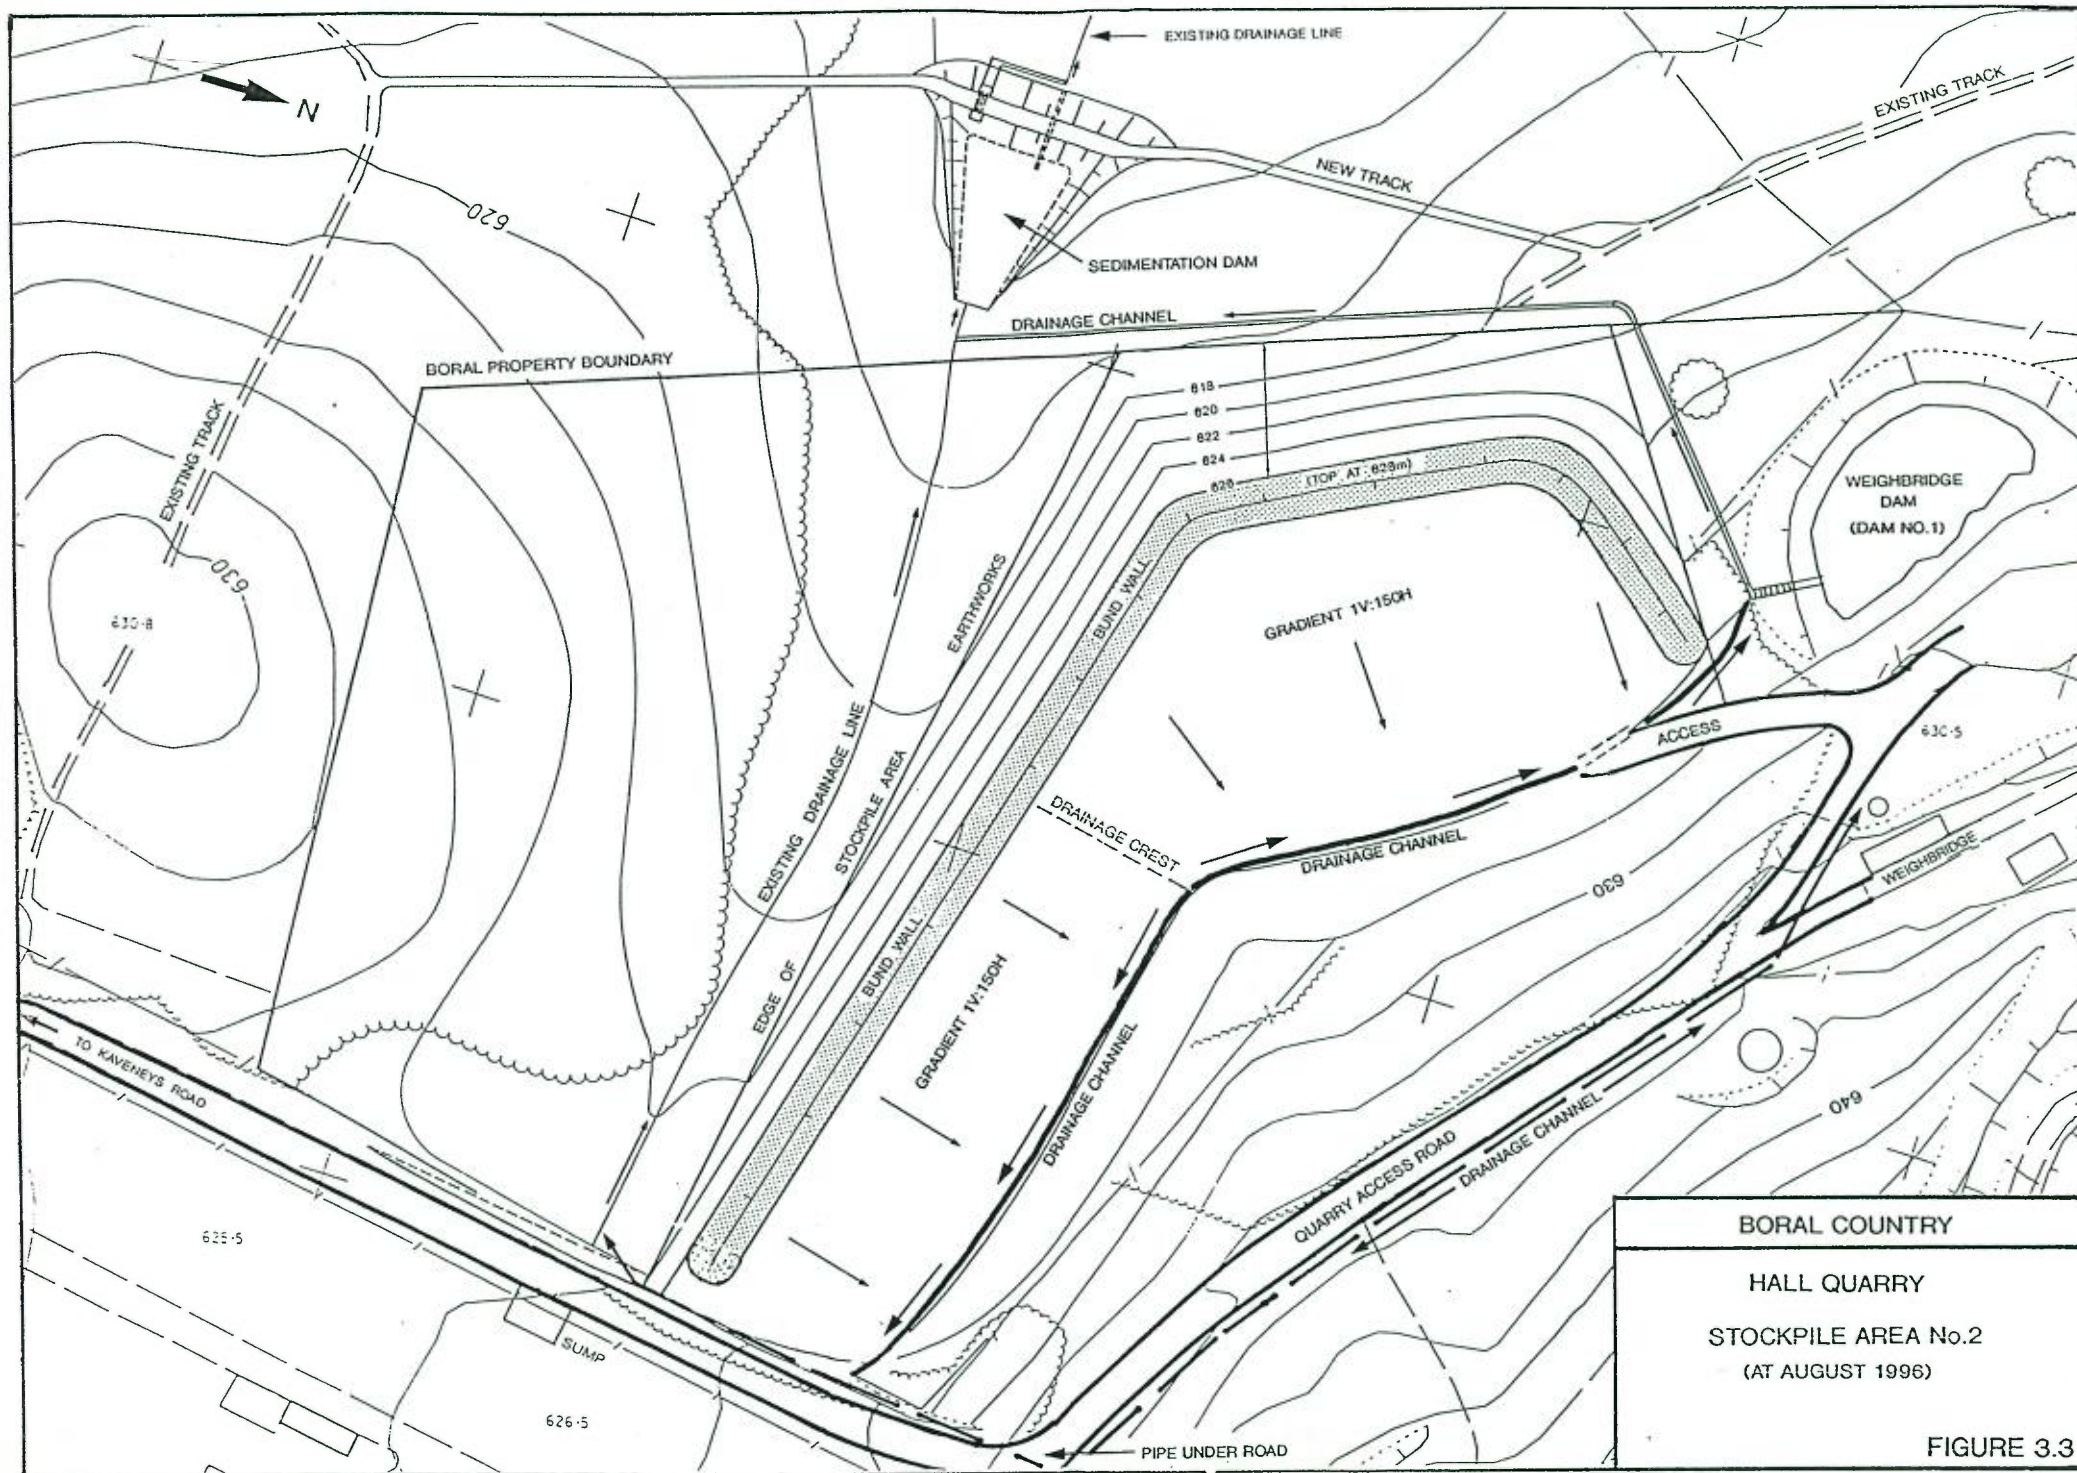 EXISTING DRAINAGE LINE
N
EXISTING TRACK
NEW TRACK
620
SEDIMENTATION DAM
DRAINAGE CHANNEL
BORAL PROPERTY BOUNDARY
618
620
622
624
626
(TOP AT 628m)
EXISTING TRACK
WEIGHBRIDGE
DAM
(DAM NO.1)
630
630·8
EARTHWORKS
BUND WALL
GRADIENT 1V:150H
EXISTING DRAINAGE LINE
STOCKPILE AREA
EDGE OF
ACCESS
630·5
DRAINAGE CREST
DRAINAGE CHANNEL
WEIGHBRIDGE
630
BUND WALL
GRADIENT 1V:150H
DRAINAGE CHANNEL
TO KAVENEYS ROAD
QUARRY ACCESS ROAD
DRAINAGE CHANNEL
640
625·5
SUMP
626·5
PIPE UNDER ROAD
BORAL COUNTRY
HALL QUARRY
STOCKPILE AREA No.2
(AT AUGUST 1996)
FIGURE 3.3